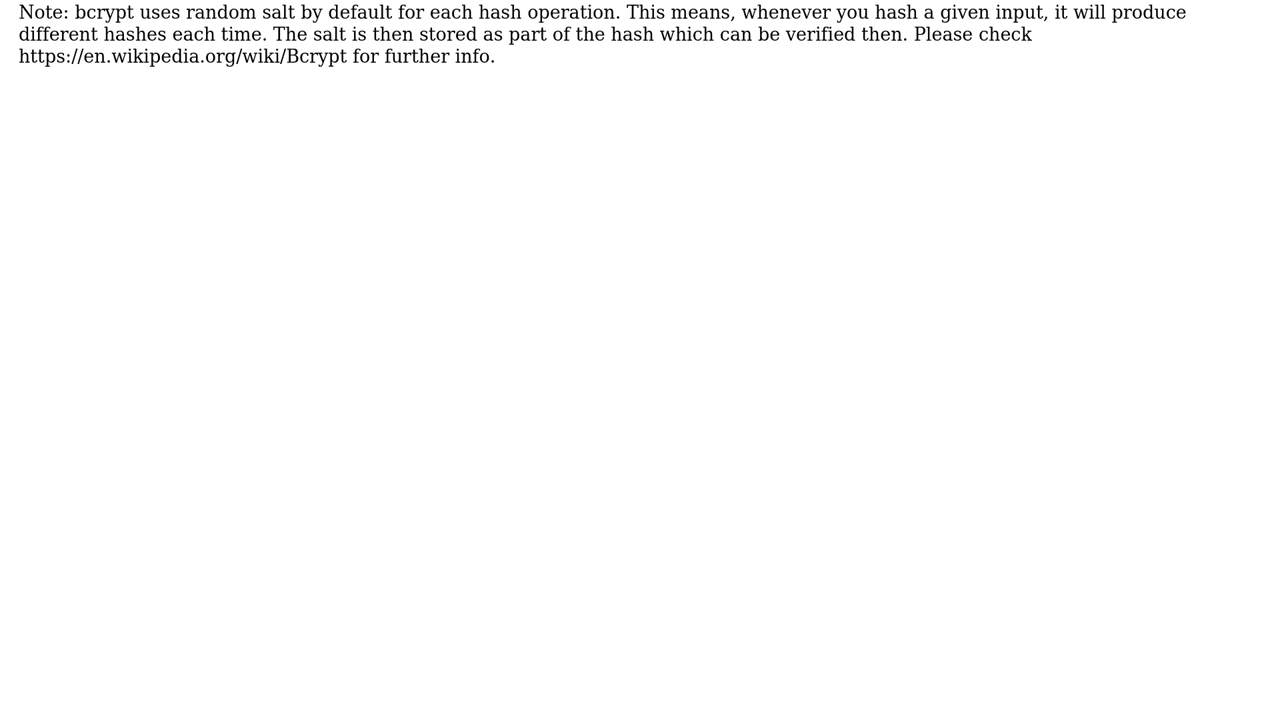 Note: bcrypt uses random salt by default for each hash operation. This means, whenever you hash a given input, it will produce
different hashes each time. The salt is then stored as part of the hash which can be verified then. Please check
https://en.wikipedia.org/wiki/Bcrypt for further info.